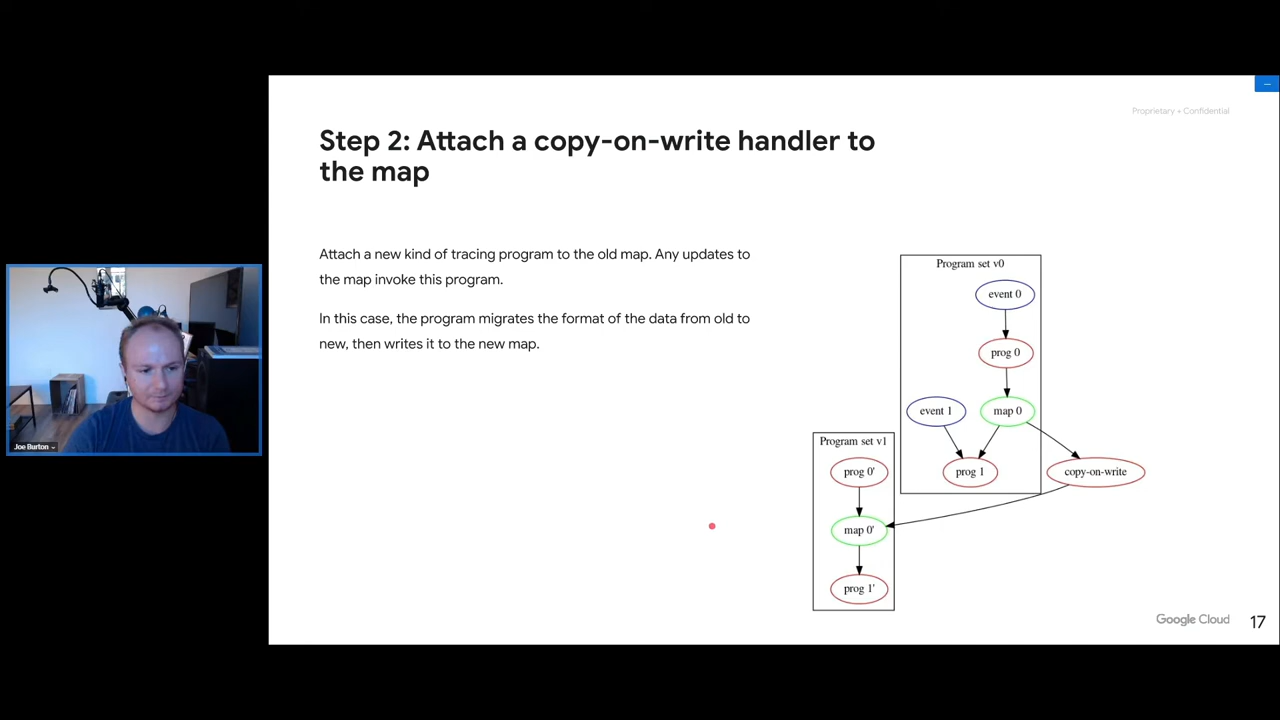 Proprietary + Confidential
Step 2: Attach a copy-on-write handler to
the map
Attach a new kind of tracing program to the old map. Any updates to
the map invoke this program.
In this case, the program migrates the format of the data from old to
new, then writes it to the new map.
Program set v0
event 0
prog 0
event 1
map 0
prog 1
copy-on-write
Program set v1
prog 0'
map 0'
prog 1'
Joe Burton
Google Cloud
17